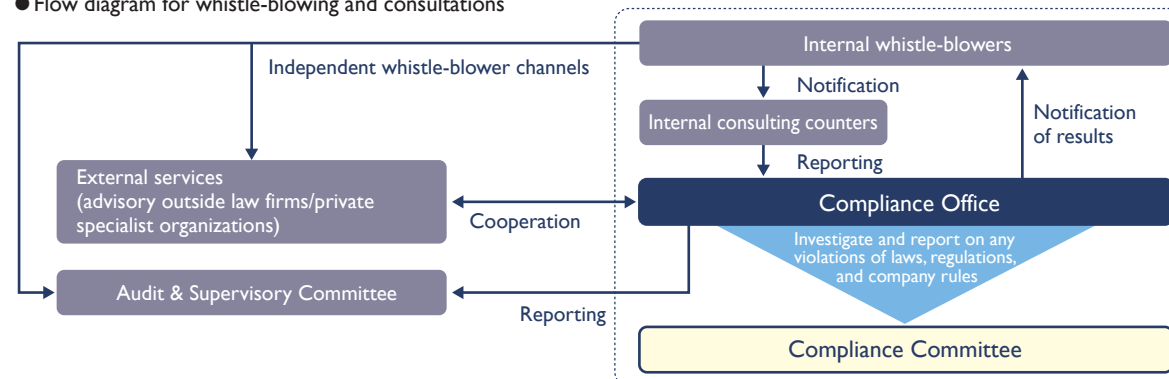 ●Flow diagram for whistle-blowing and consultations
Internal whistle-blowers
Independent whistle-blower channels
Notification
Internal consulting counters
Notification
of results
Reporting
External services
(advisory outside law firms/private
specialist organizations)
Cooperation
Compliance Office
Investigate and report on any
violations of laws, regulations,
and company rules
Audit & Supervisory Committee
Reporting
Compliance Committee